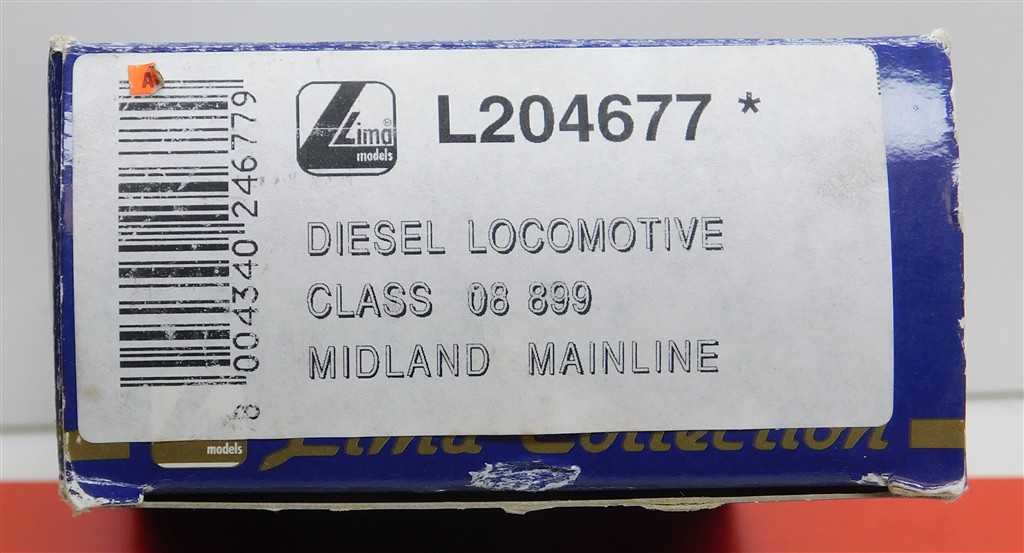 A
8 004340 246779
Lima®
models
L204677 *
DIESEL LOCOMOTIVE
CLASS 08 899
MIDLAND MAINLINE
models
Lima Collection